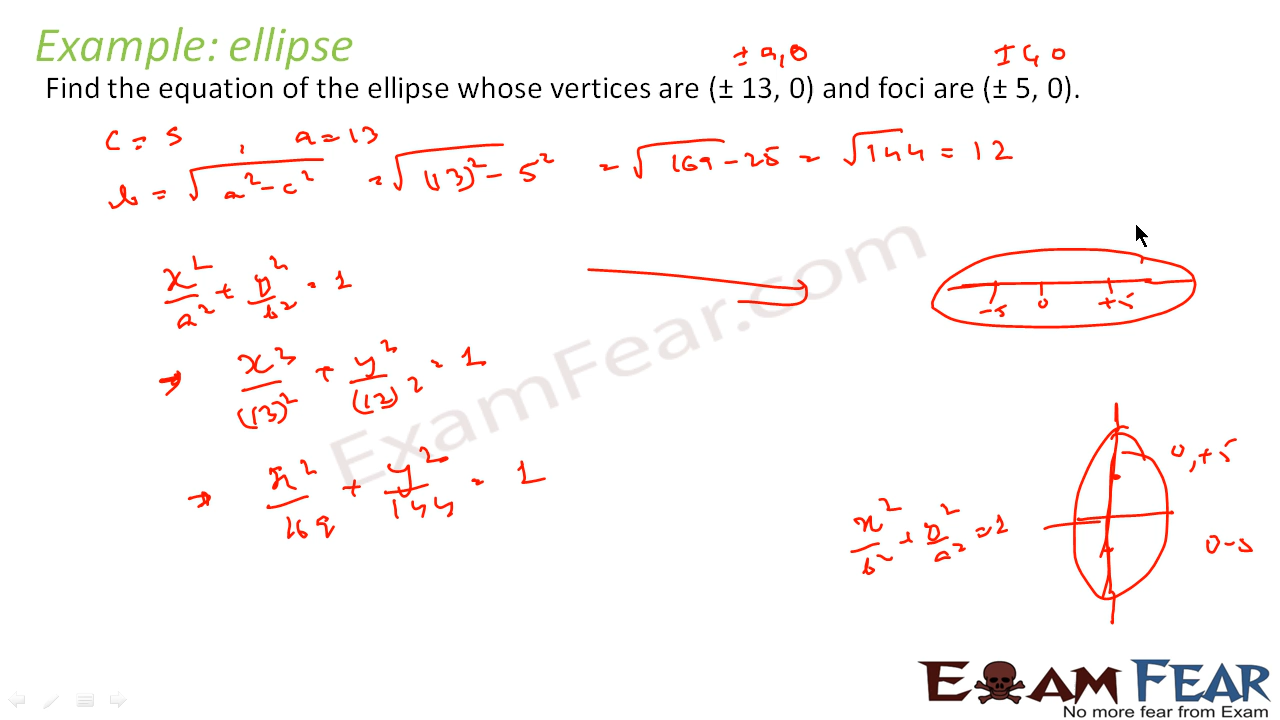 Example: ellipse
± a, 0
± c, 0
Find the equation of the ellipse whose vertices are (± 13, 0) and foci are (± 5, 0).
c = 5 , a = 13
b = √(a² - c²) = √((13)² - 5²) = √(169 - 25) = √144 = 12
x²/a² + y²/b² = 1
-5 0 +5
→ x²/(13)² + y²/(12)² = 1
→ x²/169 + y²/144 = 1
0, +5
x²/b² + y²/a² = 1
0 -5
ExamFear.com
EXAM FEAR
No more fear from Exam